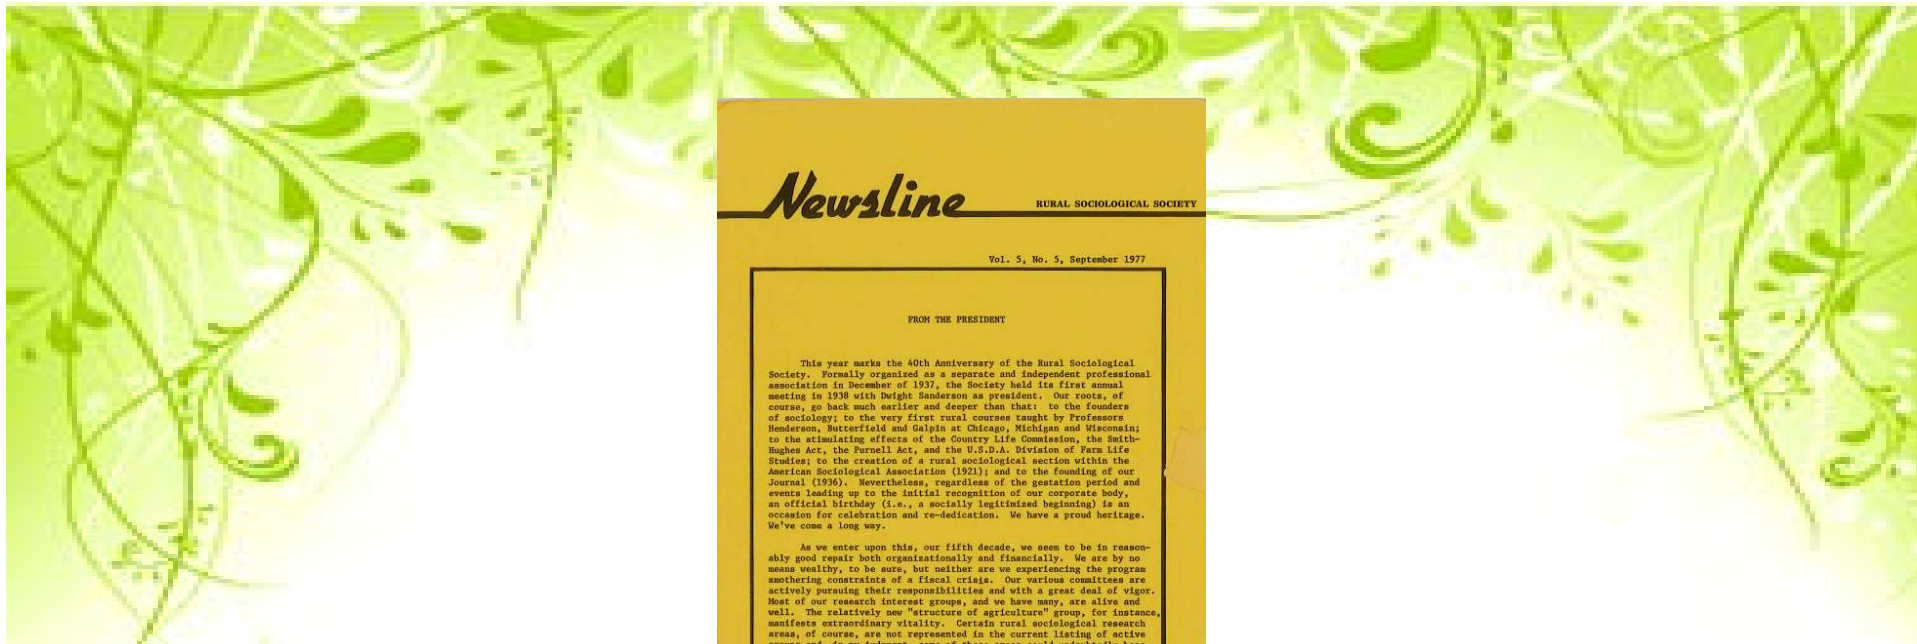 Newsline
RURAL SOCIOLOGICAL SOCIETY
Vol. 5, No. 5, September 1977
FROM THE PRESIDENT
This year marks the 40th Anniversary of the Rural Sociological
Society. Formally organized as a separate and independent professional
association in December of 1937, the Society held its first annual
meeting in 1938 with Dwight Sanderson as president. Our roots, of
course, go back much earlier and deeper than that: to the founders
of sociology; to the very first rural courses taught by Professors
Henderson, Butterfield and Galpin at Chicago, Michigan and Wisconsin;
to the stimulating effects of the Country Life Commission, the Smith-
Hughes Act, the Purnell Act, and the U.S.D.A. Division of Farm Life
Studies; to the creation of a rural sociological section within the
American Sociological Association (1921); and to the founding of our
Journal (1936). Nevertheless, regardless of the gestation period and
events leading up to the initial recognition of our corporate body,
an official birthday (i.e., a socially legitimized beginning) is an
occasion for celebration and re-dedication. We have a proud heritage.
We've come a long way.
As we enter upon this, our fifth decade, we seem to be in reason-
ably good repair both organizationally and financially. We are by no
means wealthy, to be sure, but neither are we experiencing the program
smothering constraints of a fiscal crisis. Our various committees are
actively pursuing their responsibilities and with a great deal of vigor.
Most of our research interest groups, and we have many, are alive and
well. The relatively new "structure of agriculture" group, for instance,
manifests extraordinary vitality. Certain rural sociological research
areas, of course, are not represented in the current listing of active